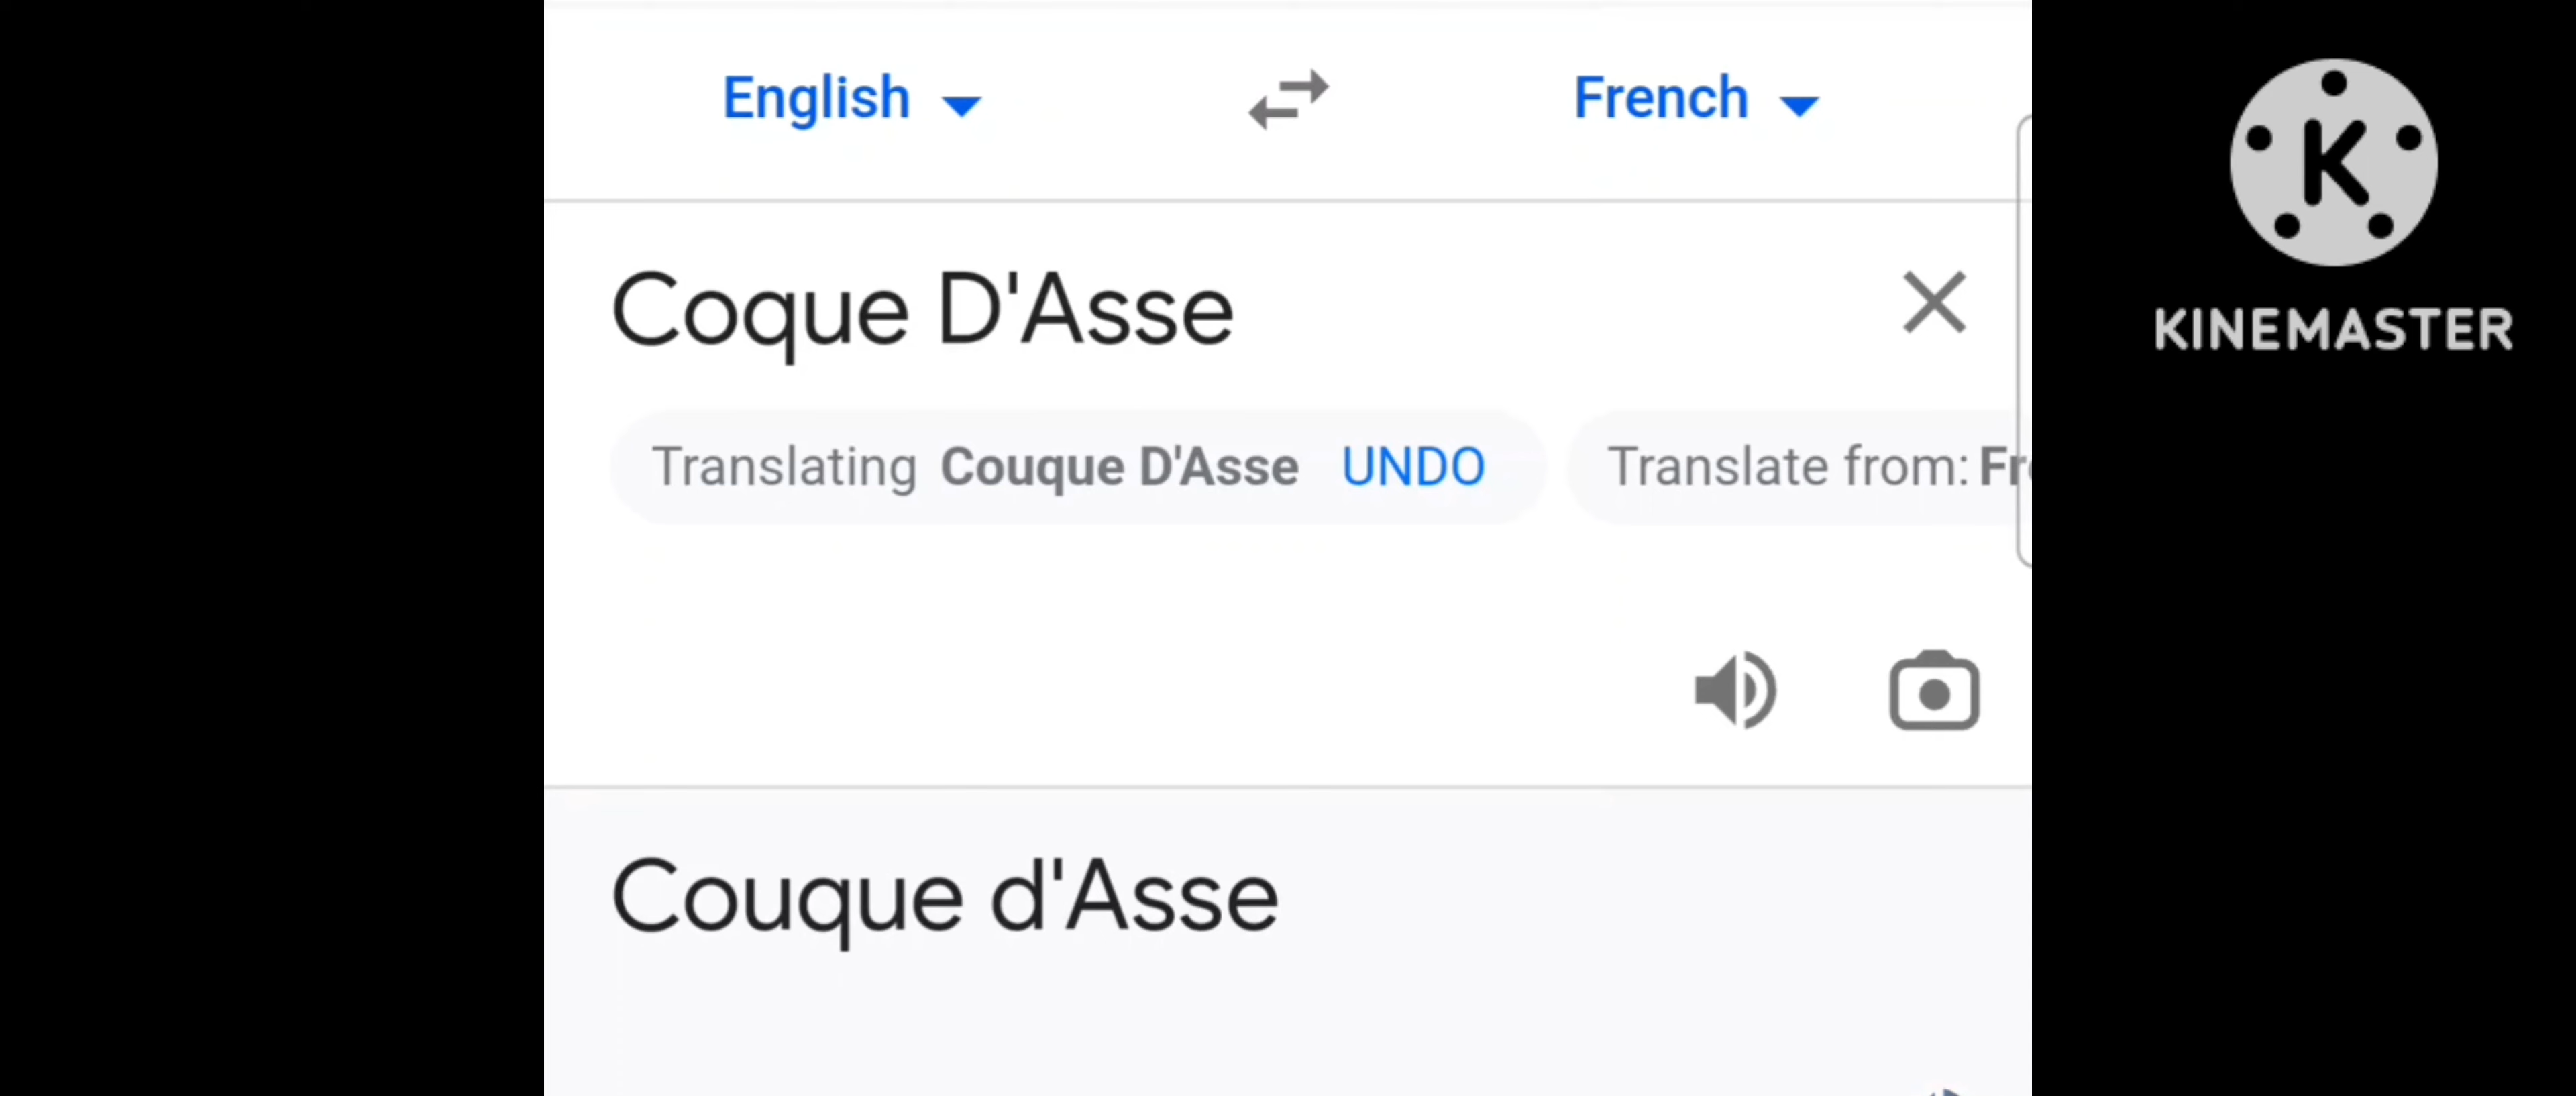 English French
Coque D'Asse
Translating Couque D'Asse UNDO Translate from:
Couque d'Asse
K
KINEMASTER